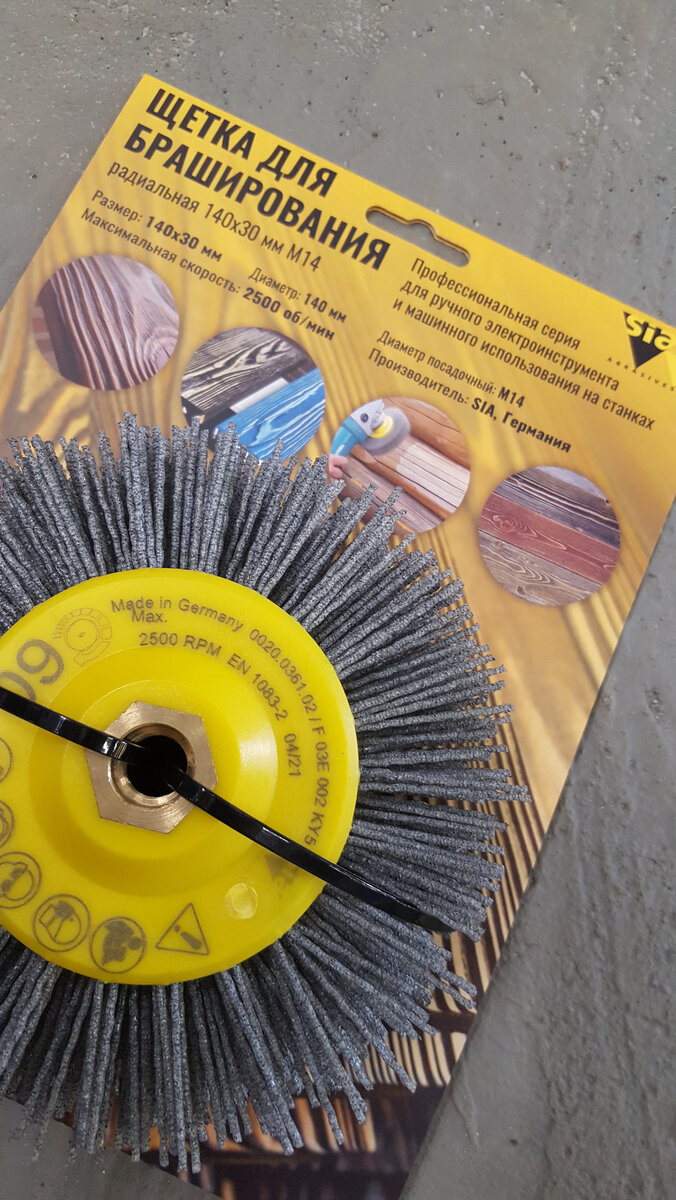 ЩЕТКА ДЛЯ
БРАШИРОВАНИЯ
радиальная 140х30 мм М14
Размер: 140х30 мм
Диаметр: 140 мм
Максимальная скорость: 2500 об/мин
Профессиональная серия
для ручного электроинструмента
и машинного использования на станках
Диаметр посадочный: М14
Производитель: SIA, Германия
sia
ABRASIVES
Made in Germany 0020.0361.02 / F 03E 002 KY5
Max.
2500 RPM EN 1083-2 04/21